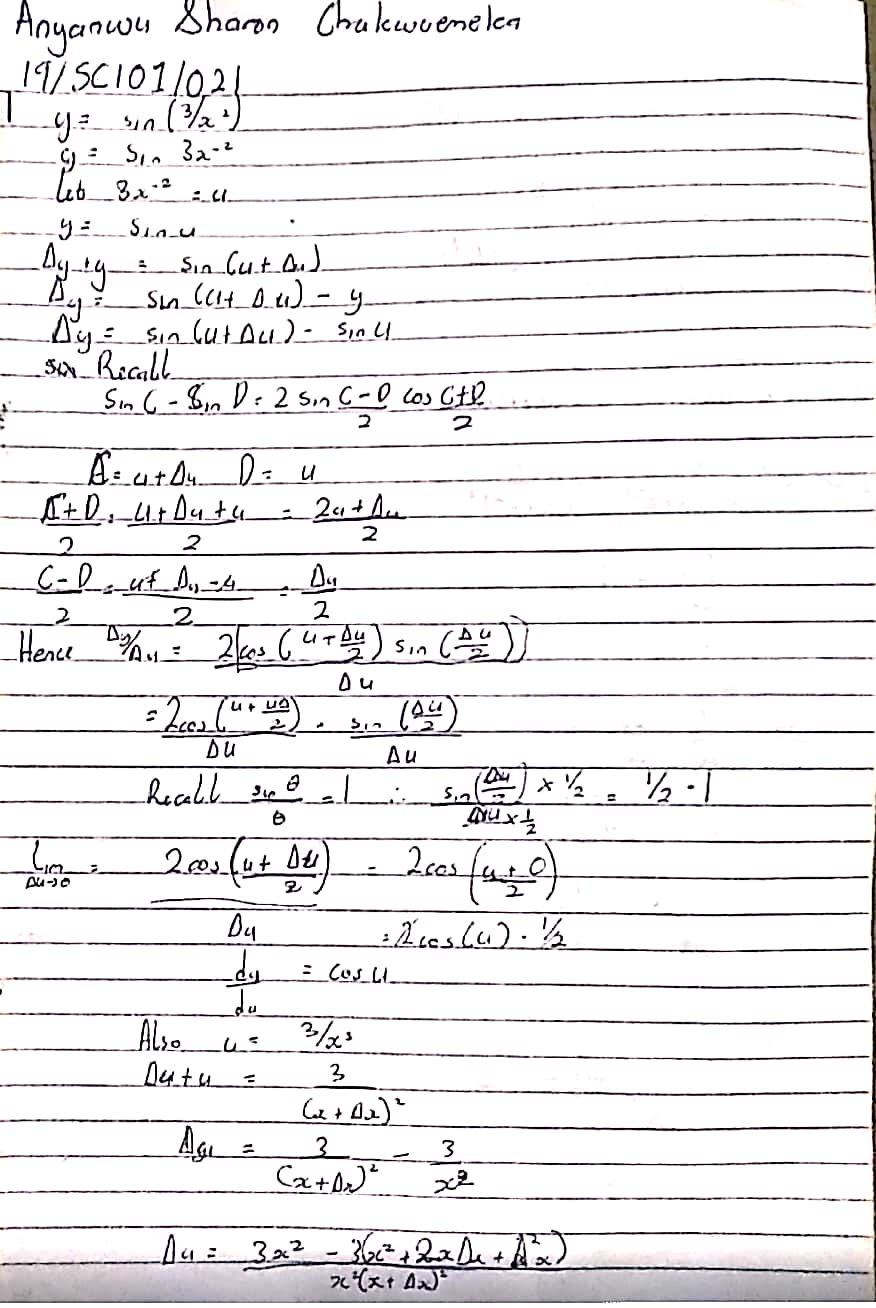 Anyanwu Sharon Chukwuemeka
19/SCI01/021
1
y = sin (3/x²)
y = Sin 3x⁻²
let 3x⁻² = u
y = Sin u
Δy + y = Sin (u + Δu)
Δy = Sin (u + Δu) - y
Δy = sin (u + Δu) - sin u
Recall
Sin C - Sin D = 2 sin (C-D)/2 cos (C+D)/2
C = u + Δu D = u
(C+D)/2 = (u + Δu + u)/2 = (2u + Δu)/2
(C-D)/2 = (u + Δu - u)/2 = Δu/2
Hence Δy/Δu = 2[cos (u + Δu/2) sin (Δu/2)]/Δu
= 2cos (u + uΔ/2)/Δu · sin (Δu/2)/Δu
Recall sin θ/θ = 1 ∴ sin (Δu/2) × 1/2 / Δu × 1/2 = 1/2 · 1
Lim Δu→0 = 2cos (u + Δu/2)/Δu = 2cos (u + 0/2)
= 2cos (u) · 1/2
dy/du = cos u
Also u = 3/x³
Δu + u = 3/(x + Δx)²
Δu = 3/(x + Δx)² - 3/x²
Δu = 3x² - 3(x² + 2xΔx + Δ²x)/x²(x + Δx)²